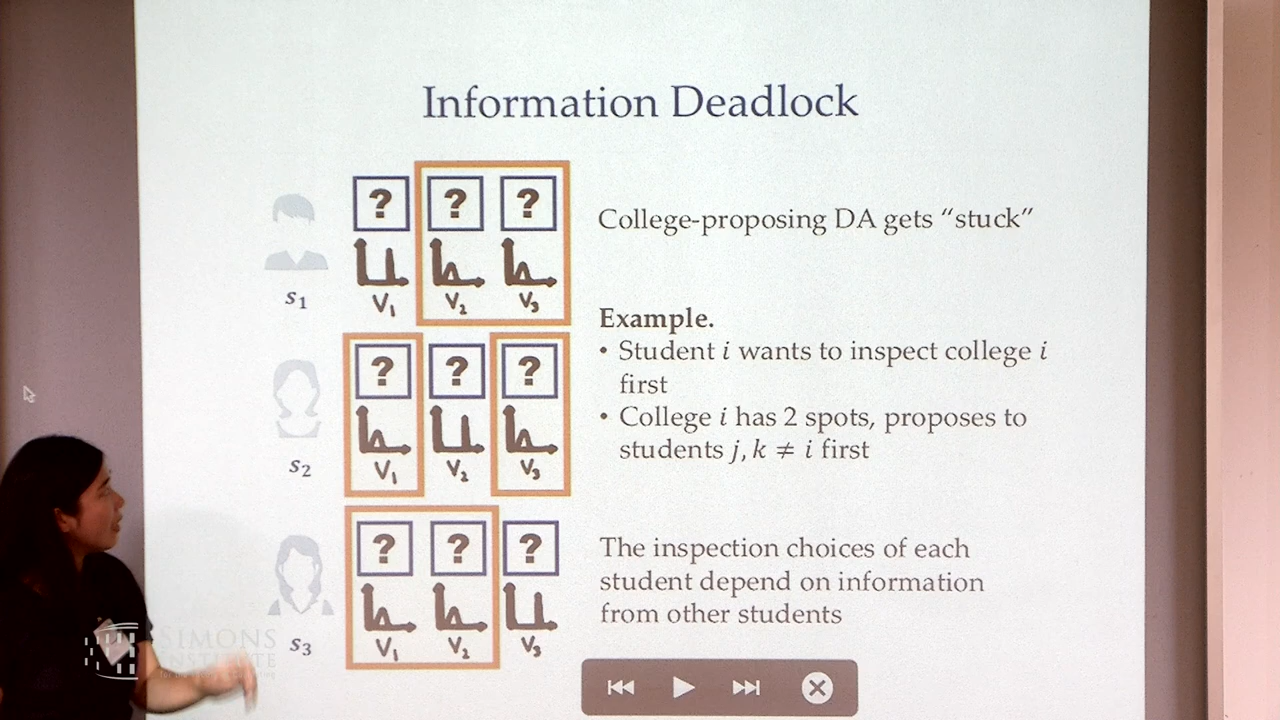 Information Deadlock
? ? ?
V₁ V₂ V₃
s₁
College-proposing DA gets “stuck”
Example.
• Student i wants to inspect college i
first
• College i has 2 spots, proposes to
students j, k ≠ i first
? ? ?
V₁ V₂ V₃
s₂
? ? ?
V₁ V₂ V₃
s₃
The inspection choices of each
student depend on information
from other students
SIMONS
INSTITUTE